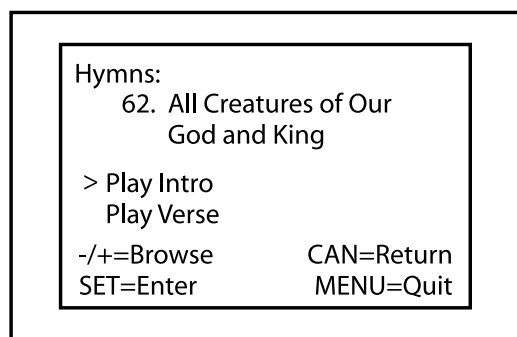 Hymns:
62. All Creatures of Our
God and King
> Play Intro
Play Verse
-/+=Browse CAN=Return
SET=Enter MENU=Quit